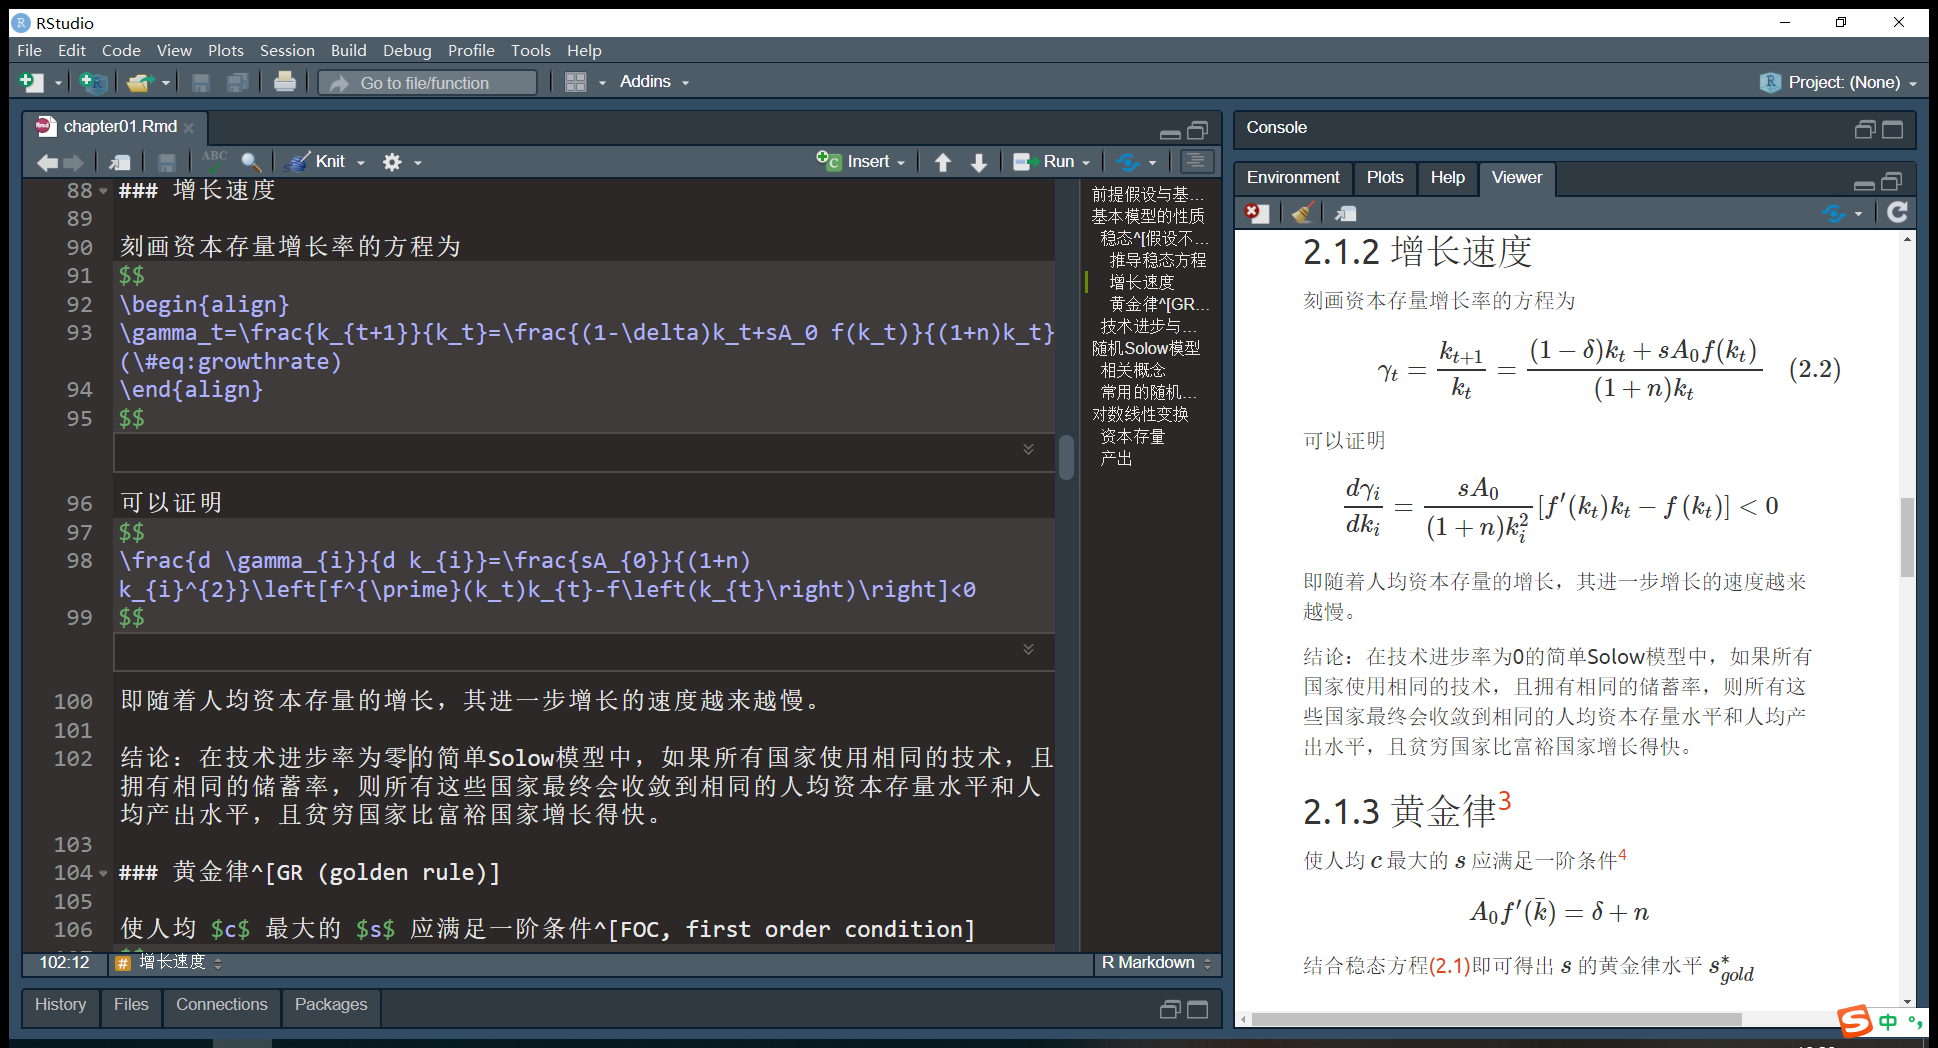 RStudio
File Edit Code View Plots Session Build Debug Profile Tools Help
Go to file/function Addins Project: (None)
chapter01.Rmd
ABC Knit Insert Run
88 ### 增长速度
89
90 刻画资本存量增长率的方程为
91 $$
92 \begin{align}
93 \gamma_t=\frac{k_{t+1}}{k_t}=\frac{(1-\delta)k_t+sA_0 f(k_t)}{(1+n)k_t}
(\#eq:growthrate)
94 \end{align}
95 $$
96 可以证明
97 $$
98 \frac{d \gamma_{i}}{d k_{i}}=\frac{sA_{0}}{(1+n)
k_{i}^{2}}\left[f^{\prime}(k_t)k_{t}-f\left(k_{t}\right)\right]<0
99 $$
100 即随着人均资本存量的增长，其进一步增长的速度越来越慢。
101
102 结论：在技术进步率为零的简单Solow模型中，如果所有国家使用相同的技术，且
拥有相同的储蓄率，则所有这些国家最终会收敛到相同的人均资本存量水平和人
均产出水平，且贫穷国家比富裕国家增长得快。
103
104 ### 黄金律^[GR (golden rule)]
105
106 使人均 $c$ 最大的 $s$ 应满足一阶条件^[FOC, first order condition]
102:12 # 增长速度 R Markdown
前提假设与基...
基本模型的性质
稳态^[假设不...
推导稳态方程
增长速度
黄金律^[GR...
技术进步与...
随机Solow模型
相关概念
常用的随机...
对数线性变换
资本存量
产出
History Files Connections Packages
Console
Environment Plots Help Viewer
2.1.2 增长速度
刻画资本存量增长率的方程为
γ_t = k_{t+1}/k_t = ((1 − δ)k_t + sA_0 f(k_t))/((1 + n)k_t) (2.2)
可以证明
dγ_i/dk_i = sA_0/((1 + n)k_i^2) [f′(k_t)k_t − f(k_t)] < 0
即随着人均资本存量的增长，其进一步增长的速度越来
越慢。
结论：在技术进步率为0的简单Solow模型中，如果所有
国家使用相同的技术，且拥有相同的储蓄率，则所有这
些国家最终会收敛到相同的人均资本存量水平和人均产
出水平，且贫穷国家比富裕国家增长得快。
2.1.3 黄金律3
使人均 c 最大的 s 应满足一阶条件4
A_0 f′(k̄) = δ + n
结合稳态方程(2.1)即可得出 s 的黄金律水平 s*_gold
中